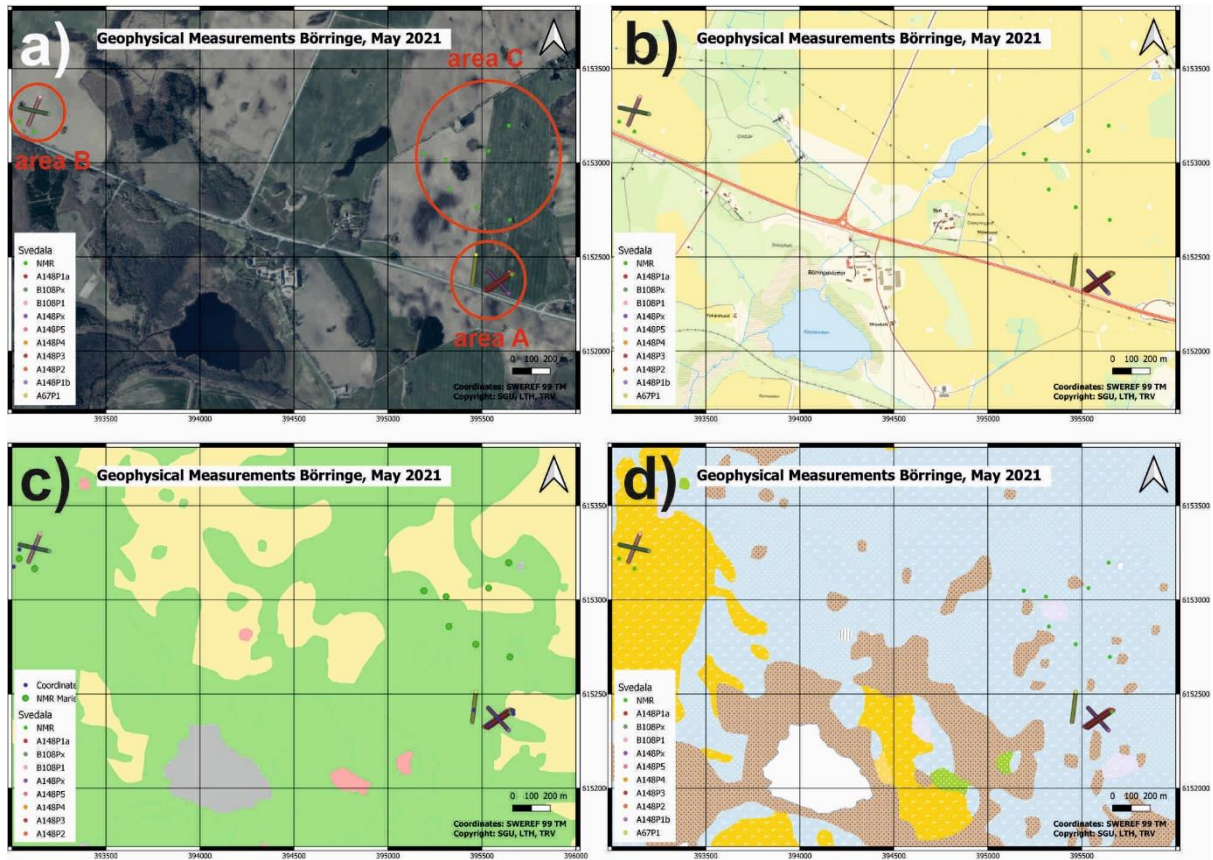 a)
Geophysical Measurements Börringe, May 2021
area C
area B
area A
6153500
6153000
6152500
6152000
Svedala
NMR
A148P1a
B108Px
B108P1
A148Px
A148P5
A148P4
A148P3
A148P2
A148P1b
A67P1
0 100 200 m
Coordinates: SWEREF 99 TM
Copyright: SGU, LTH, TRV
393500 394000 394500 395000 395500
b)
Geophysical Measurements Börringe, May 2021
Börringekloster
6153500
6153000
6152500
6152000
Svedala
NMR
A148P1a
B108Px
B108P1
A148Px
A148P5
A148P4
A148P3
A148P2
A148P1b
A67P1
0 100 200 m
Coordinates: SWEREF 99 TM
Copyright: SGU, LTH, TRV
393500 394000 394500 395000 395500
c)
Geophysical Measurements Börringe, May 2021
6153500
6153000
6152500
6152000
Coordinate
NMR Marie
Svedala
NMR
A148P1a
B108Px
B108P1
A148Px
A148P5
A148P4
A148P3
A148P2
0 100 200 m
Coordinates: SWEREF 99 TM
Copyright: SGU, LTH, TRV
393500 394000 394500 395000 395500 396000
d)
Geophysical Measurements Börringe, May 2021
6153500
6153000
6152500
6152000
Svedala
NMR
A148P1a
B108Px
B108P1
A148Px
A148P5
A148P4
A148P3
A148P2
A148P1b
A67P1
0 100 200 m
Coordinates: SWEREF 99 TM
Copyright: SGU, LTH, TRV
393500 394000 394500 395000 395500